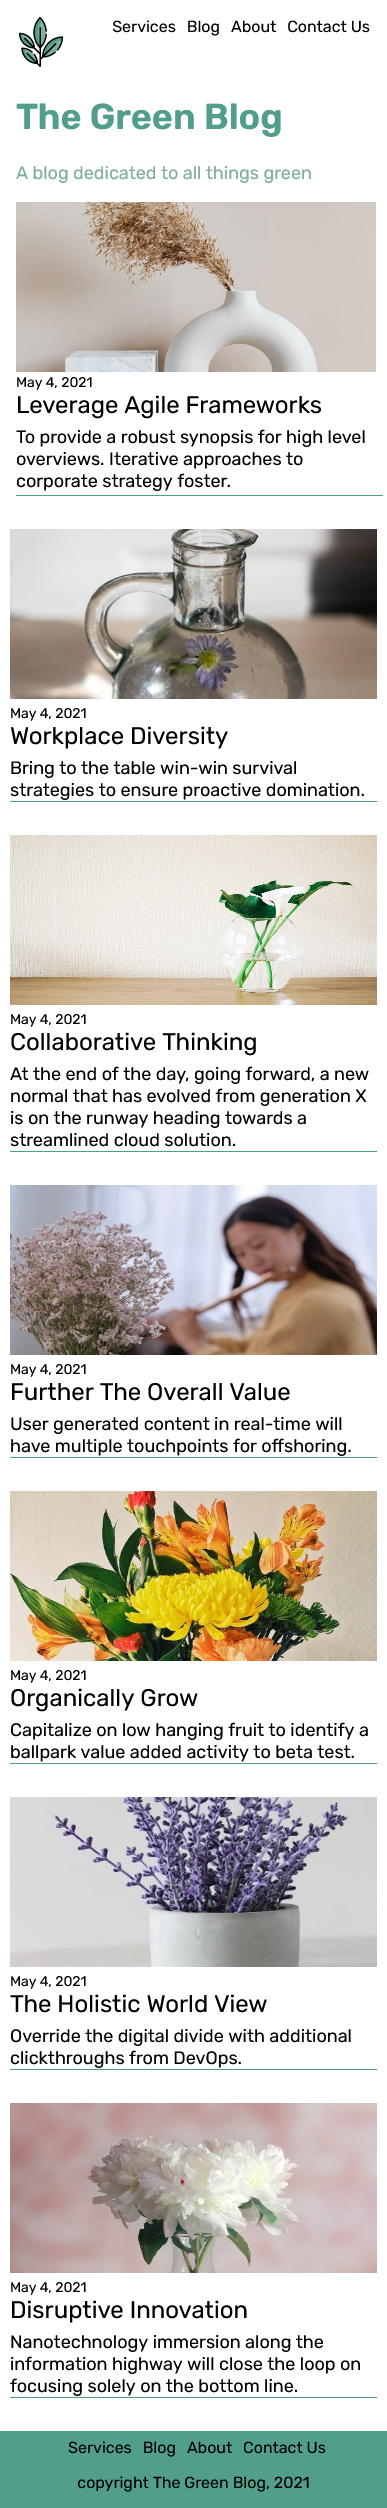 Services Blog About Contact Us
The Green Blog
A blog dedicated to all things green
May 4, 2021
Leverage Agile Frameworks
To provide a robust synopsis for high level
overviews. Iterative approaches to
corporate strategy foster.
May 4, 2021
Workplace Diversity
Bring to the table win-win survival
strategies to ensure proactive domination.
May 4, 2021
Collaborative Thinking
At the end of the day, going forward, a new
normal that has evolved from generation X
is on the runway heading towards a
streamlined cloud solution.
May 4, 2021
Further The Overall Value
User generated content in real-time will
have multiple touchpoints for offshoring.
May 4, 2021
Organically Grow
Capitalize on low hanging fruit to identify a
ballpark value added activity to beta test.
May 4, 2021
The Holistic World View
Override the digital divide with additional
clickthroughs from DevOps.
May 4, 2021
Disruptive Innovation
Nanotechnology immersion along the
information highway will close the loop on
focusing solely on the bottom line.
Services Blog About Contact Us
copyright The Green Blog, 2021